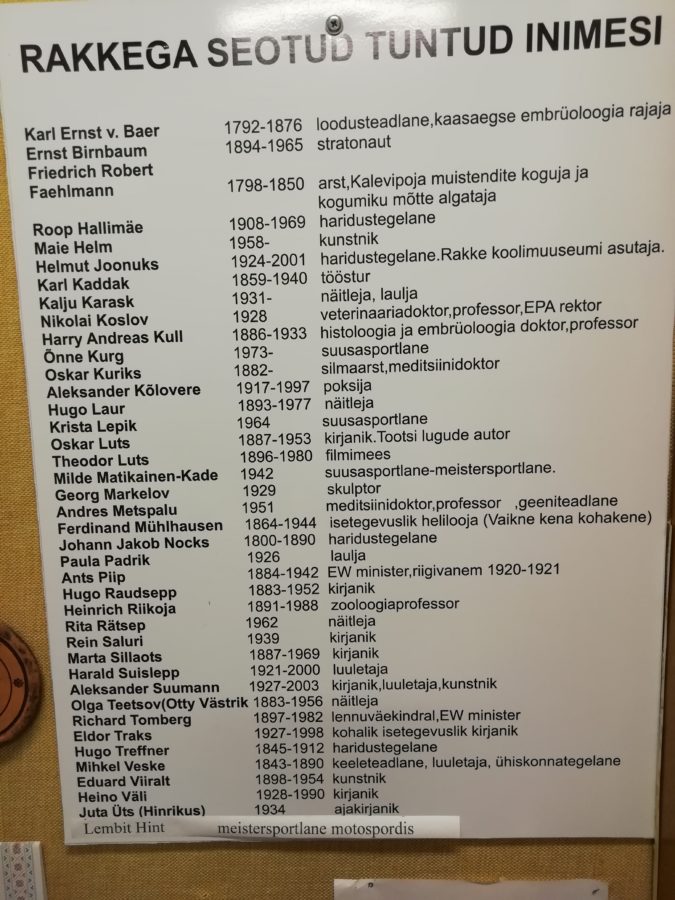 RAKKEGA SEOTUD TUNTUD INIMESI
Karl Ernst v. Baer 1792-1876 loodusteadlane,kaasaegse embrüoloogia rajaja
Ernst Birnbaum 1894-1965 stratonaut
Friedrich Robert
Faehlmann 1798-1850 arst,Kalevipoja muistendite koguja ja
kogumiku mõtte algataja
Roop Hallimäe 1908-1969 haridustegelane
Maie Helm 1958- kunstnik
Helmut Joonuks 1924-2001 haridustegelane.Rakke koolimuuseumi asutaja.
Karl Kaddak 1859-1940 tööstur
Kalju Karask 1931- näitleja, laulja
Nikolai Koslov 1928 veterinaariadoktor,professor,EPA rektor
Harry Andreas Kull 1886-1933 histoloogia ja embrüoloogia doktor,professor
Õnne Kurg 1973- suusasportlane
Oskar Kuriks 1882- silmaarst,meditsiinidoktor
Aleksander Kõlovere 1917-1997 poksija
Hugo Laur 1893-1977 näitleja
Krista Lepik 1964 suusasportlane
Oskar Luts 1887-1953 kirjanik.Tootsi lugude autor
Theodor Luts 1896-1980 filmimees
Milde Matikainen-Kade 1942 suusasportlane-meistersportlane.
Georg Markelov 1929 skulptor
Andres Metspalu 1951 meditsiinidoktor,professor ,geeniteadlane
Ferdinand Mühlhausen 1864-1944 isetegevuslik helilooja (Vaikne kena kohakene)
Johann Jakob Nocks 1800-1890 haridustegelane
Paula Padrik 1926 laulja
Ants Piip 1884-1942 EW minister,riigivanem 1920-1921
Hugo Raudsepp 1883-1952 kirjanik
Heinrich Riikoja 1891-1988 zooloogiaprofessor
Rita Rätsep 1962 näitleja
Rein Saluri 1939 kirjanik
Marta Sillaots 1887-1969 kirjanik
Harald Suislepp 1921-2000 luuletaja
Aleksander Suumann 1927-2003 kirjanik,luuletaja,kunstnik
Olga Teetsov(Otty Västrik 1883-1956 näitleja
Richard Tomberg 1897-1982 lennuväekindral,EW minister
Eldor Traks 1927-1998 kohalik isetegevuslik kirjanik
Hugo Treffner 1845-1912 haridustegelane
Mihkel Veske 1843-1890 keeleteadlane, luuletaja, ühiskonnategelane
Eduard Viiralt 1898-1954 kunstnik
Heino Väli 1928-1990 kirjanik
Juta Üts (Hinrikus) 1934 ajakirjanik
Lembit Hint meistersportlane motospordis